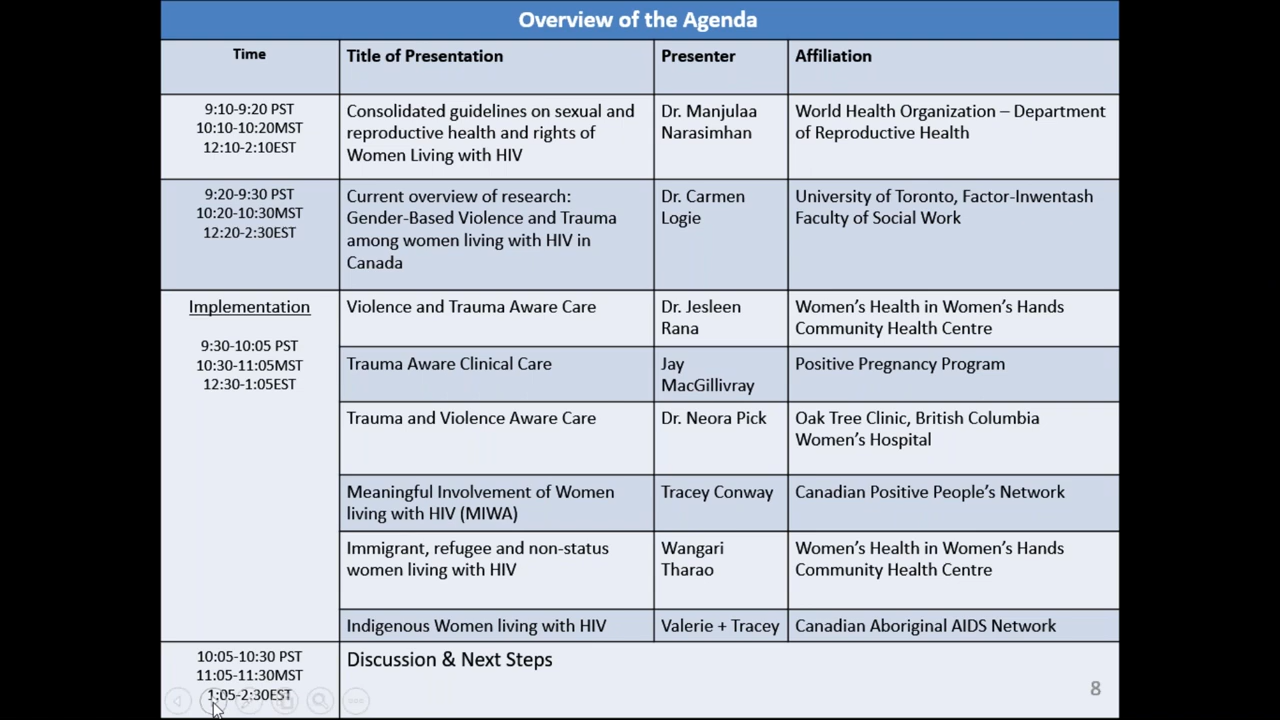 Overview of the Agenda
Time
Title of Presentation
Presenter
Affiliation
9:10-9:20 PST
10:10-10:20MST
12:10-2:10EST
Consolidated guidelines on sexual and
reproductive health and rights of
Women Living with HIV
Dr. Manjulaa
Narasimhan
World Health Organization – Department
of Reproductive Health
9:20-9:30 PST
10:20-10:30MST
12:20-2:30EST
Current overview of research:
Gender-Based Violence and Trauma
among women living with HIV in
Canada
Dr. Carmen
Logie
University of Toronto, Factor-Inwentash
Faculty of Social Work
Implementation
9:30-10:05 PST
10:30-11:05MST
12:30-1:05EST
Violence and Trauma Aware Care
Dr. Jesleen
Rana
Women’s Health in Women’s Hands
Community Health Centre
Trauma Aware Clinical Care
Jay
MacGillivray
Positive Pregnancy Program
Trauma and Violence Aware Care
Dr. Neora Pick
Oak Tree Clinic, British Columbia
Women’s Hospital
Meaningful Involvement of Women
living with HIV (MIWA)
Tracey Conway
Canadian Positive People’s Network
Immigrant, refugee and non-status
women living with HIV
Wangari
Tharao
Women’s Health in Women’s Hands
Community Health Centre
Indigenous Women living with HIV
Valerie + Tracey
Canadian Aboriginal AIDS Network
10:05-10:30 PST
11:05-11:30MST
1:05-2:30EST
Discussion & Next Steps
8